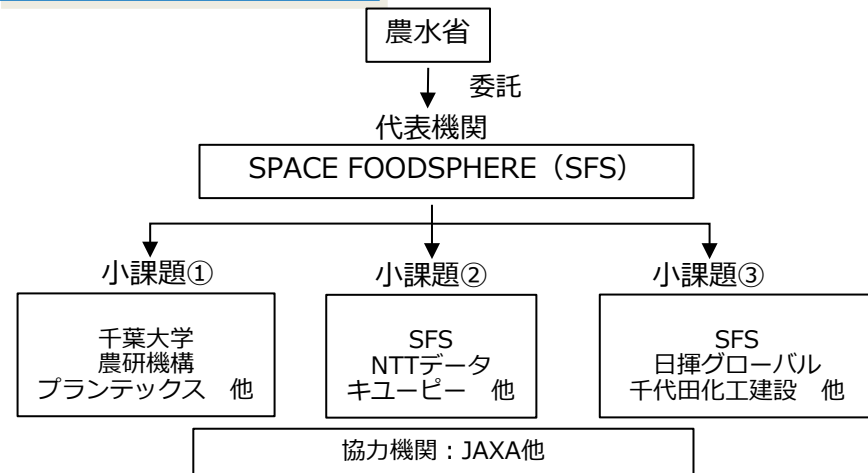 農水省
委託
代表機関
SPACE FOODSPHERE（SFS）
小課題①
千葉大学
農研機構
プランテックス　他
小課題②
SFS
NTTデータ
キユーピー　他
小課題③
SFS
日揮グローバル
千代田化工建設　他
協力機関：JAXA他